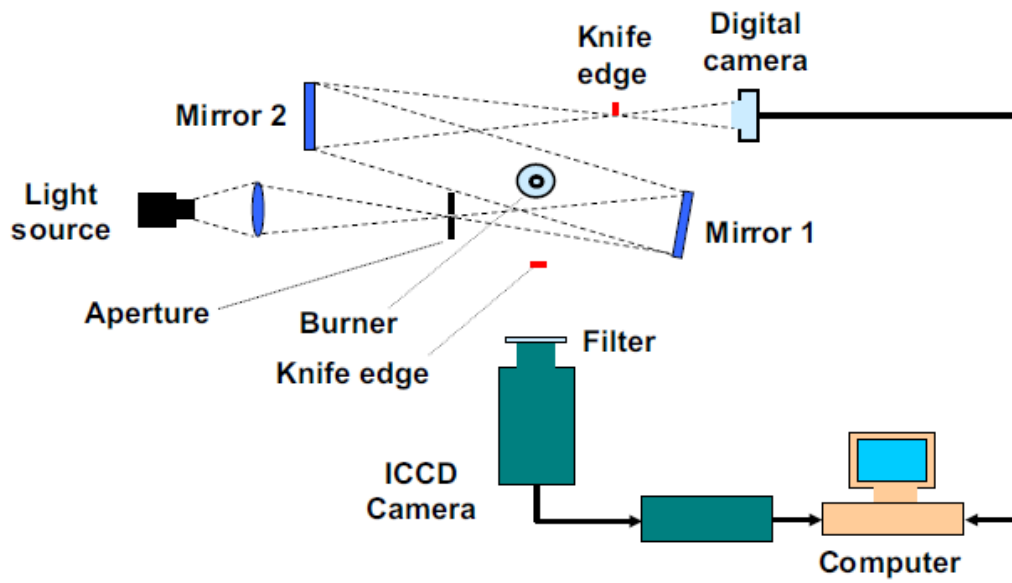 Knife
edge
Digital
camera
Mirror 2
Light
source
Mirror 1
Aperture
Burner
Knife edge
Filter
ICCD
Camera
Computer